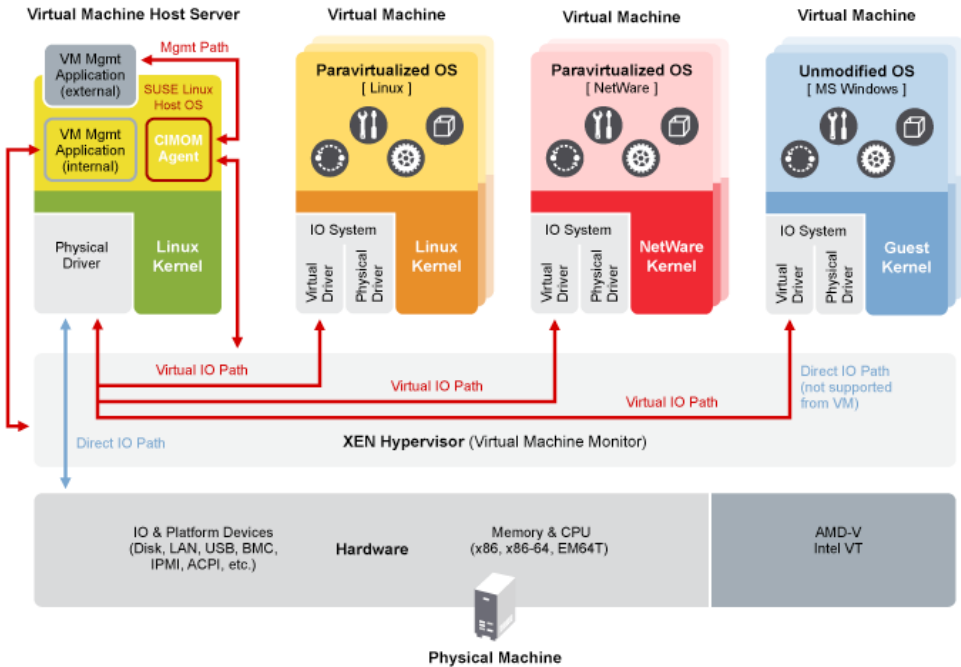 Virtual Machine Host Server
Virtual Machine
Virtual Machine
Virtual Machine
VM Mgmt
Application
(external)
Mgmt Path
SUSE Linux
Host OS
VM Mgmt
Application
(internal)
CIMOM
Agent
Physical
Driver
Linux
Kernel
Paravirtualized OS
[ Linux ]
IO System
Virtual
Driver
Physical
Driver
Linux
Kernel
Paravirtualized OS
[ NetWare ]
IO System
Virtual
Driver
Physical
Driver
NetWare
Kernel
Unmodified OS
[ MS Windows ]
IO System
Virtual
Driver
Physical
Driver
Guest
Kernel
Virtual IO Path
Virtual IO Path
Virtual IO Path
Direct IO Path
(not supported
from VM)
Direct IO Path
XEN Hypervisor (Virtual Machine Monitor)
IO & Platform Devices
(Disk, LAN, USB, BMC,
IPMI, ACPI, etc.)
Hardware
Memory & CPU
(x86, x86-64, EM64T)
AMD-V
Intel VT
Physical Machine